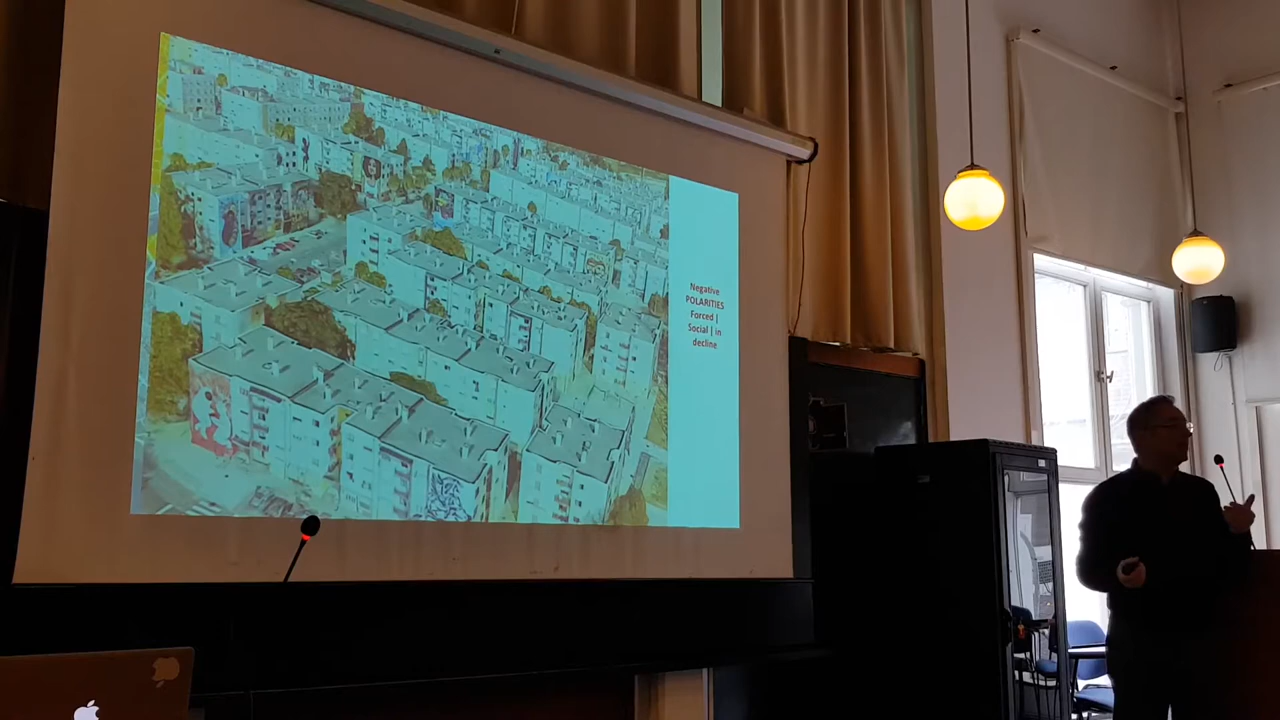 Negative
POLARITIES
Forced |
Social | in
decline